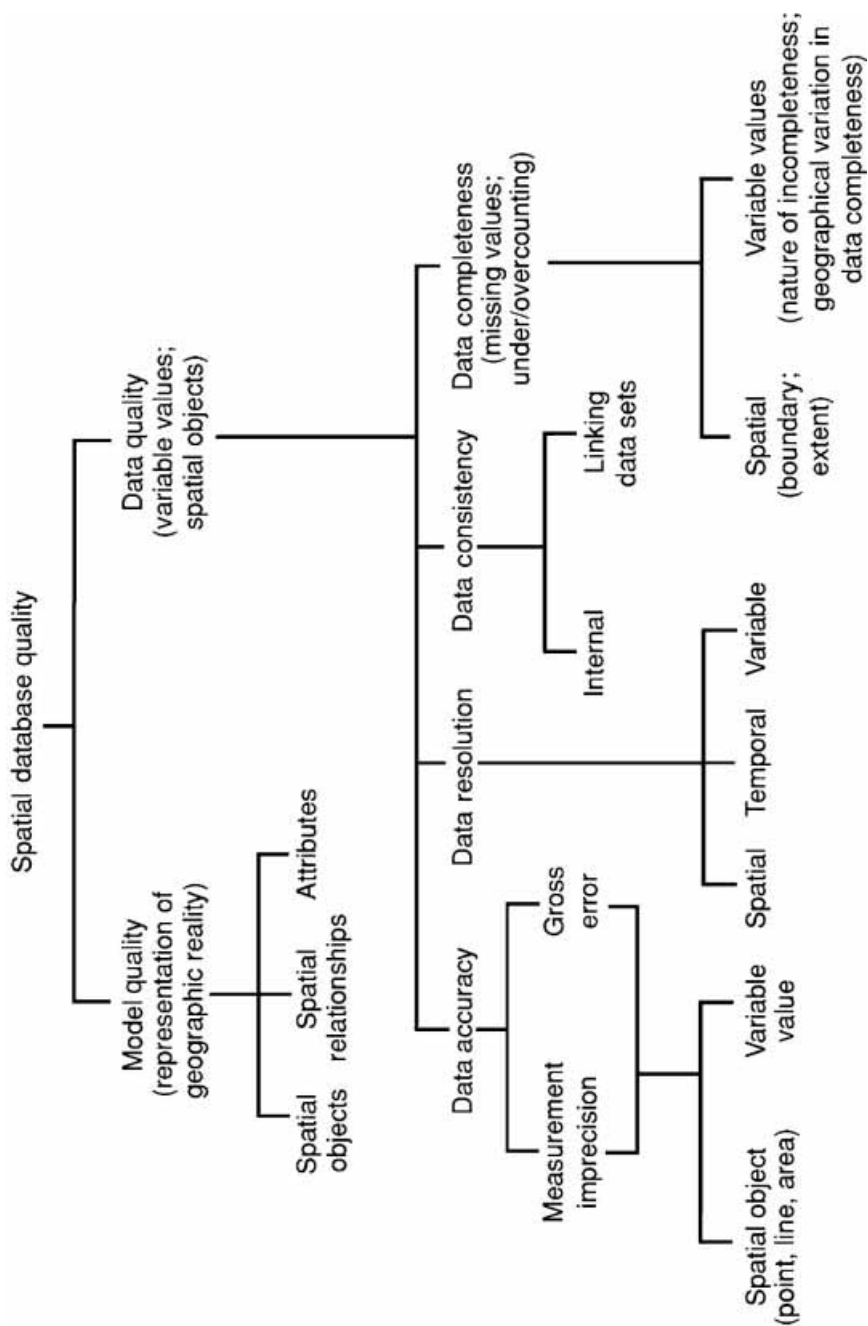 Spatial database quality
Model quality
(representation of
geographic reality)
Data quality
(variable values;
spatial objects)
Spatial
objects
Spatial
relationships
Attributes
Data accuracy
Data resolution
Data consistency
Data completeness
(missing values;
under/overcounting)
Measurement
imprecision
Gross
error
Internal
Linking
data sets
Spatial object
(point, line, area)
Variable
value
Spatial
Temporal
Variable
Spatial
(boundary;
extent)
Variable values
(nature of incompleteness;
geographical variation in
data completeness)